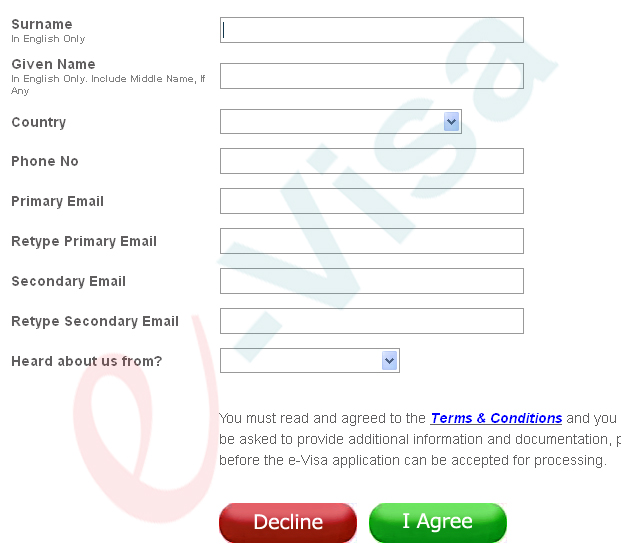 Surname
In English Only
Given Name
In English Only. Include Middle Name, If
Any
Country
Phone No
Primary Email
Retype Primary Email
Secondary Email
Retype Secondary Email
Heard about us from?
e-Visa
You must read and agreed to the Terms & Conditions and you
be asked to provide additional information and documentation, p
before the e-Visa application can be accepted for processing.
Decline
I Agree